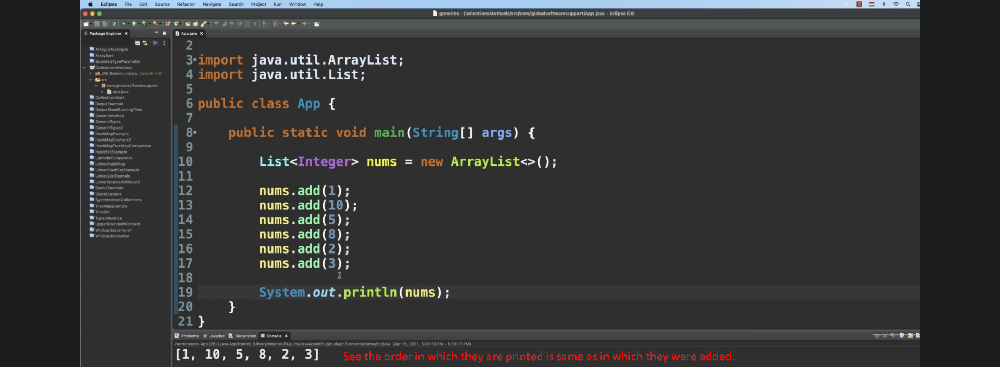 Eclipse File Edit Source Refactor Navigate Search Project Run Window Help
generics - CollectionsMethods/src/com/globalsoftwaresupport/App.java - Eclipse IDE
Package Explorer
App.java
ArrayListExample
ArraySort
BoundedTypeParameter
CollectionsMethods
JRE System Library [JavaSE-1.8]
src
com.globalsoftwaresupport
App.java
CollectionsSort
DequeExample
DequeStackRunningTime
GenericMethod
GenericTypes
GenericTypesII
HashMapExample
HashMapExample2
HashMapTreeMapComparison
HashSetExample
LambdaComparator
LinkedHashMap
LinkedHashSetExample
LinkedListExample
LowerBoundedWildcard
QueueExample
StackExample
SynchronizedCollections
TreeMapExample
TreeSet
TypeInference
UpperBoundedWildcard
WildcardsExample1
WildcardsSolution
2
3 import java.util.ArrayList;
4 import java.util.List;
5
6 public class App {
7
8 public static void main(String[] args) {
9
10 List<Integer> nums = new ArrayList<>();
11
12 nums.add(1);
13 nums.add(10);
14 nums.add(5);
15 nums.add(8);
16 nums.add(2);
17 nums.add(3);
18
19 System.out.println(nums);
20 }
21 }
Problems Javadoc Declaration Console
<terminated> App (26) [Java Application] /Library/Internet Plug-Ins/JavaAppletPlugin.plugin/Contents/Home/bin/java (Apr 15, 2021, 5:30:16 PM – 5:30:17 PM)
[1, 10, 5, 8, 2, 3] See the order in which they are printed is same as in which they were added.